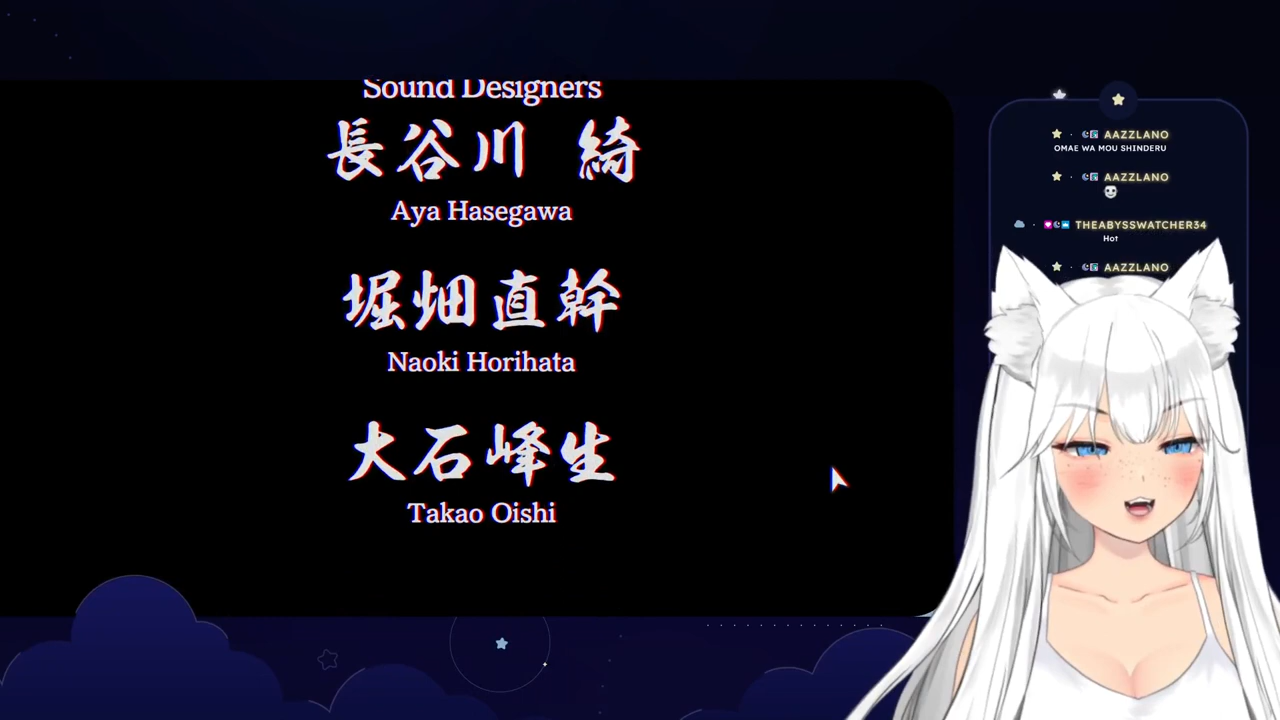 Sound Designers
長谷川 綺
Aya Hasegawa
堀畑直幹
Naoki Horihata
大石峰生
Takao Oishi
AAZZLANO
OMAE WA MOU SHINDERU
AAZZLANO
THEABYSSWATCHER34
Hot
AAZZLANO